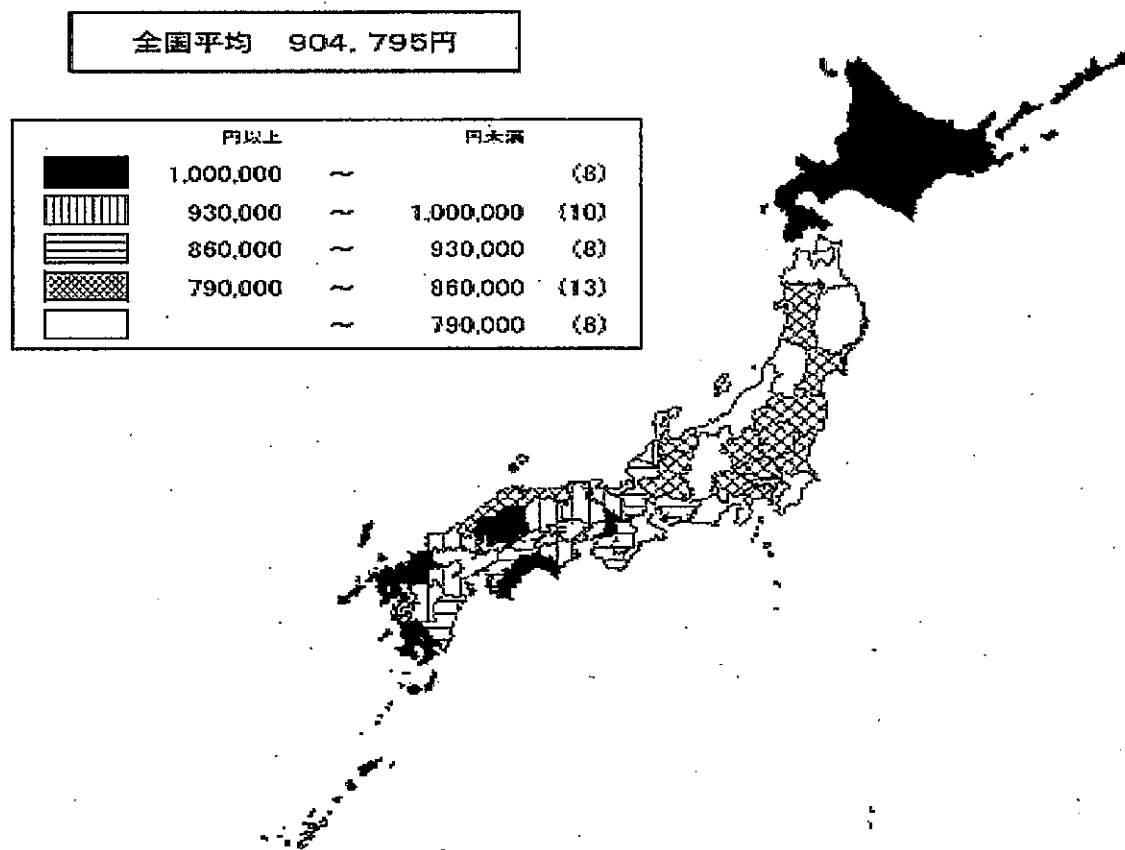 全国平均 904.795円
円以上 円未満
1,000,000 ~ (8)
930,000 ~ 1,000,000 (10)
860,000 ~ 930,000 (8)
790,000 ~ 860,000 (13)
~ 790,000 (8)